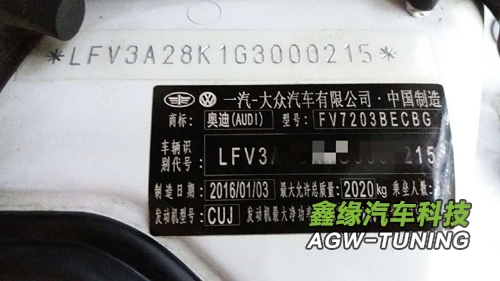 *LFV3A28K1G3000215*
一汽-大众汽车有限公司·中国制造
商标: 奥迪(AUDI) 型号: FV7203BECBG
车辆识
别代号: LFV3 215
制造日期: 2016/01/03 最大允许总质量: 2020kg 乘坐人数
发动机型号 CUJ 发动机最大净功率
鑫缘汽车科技
AGW-TUNING